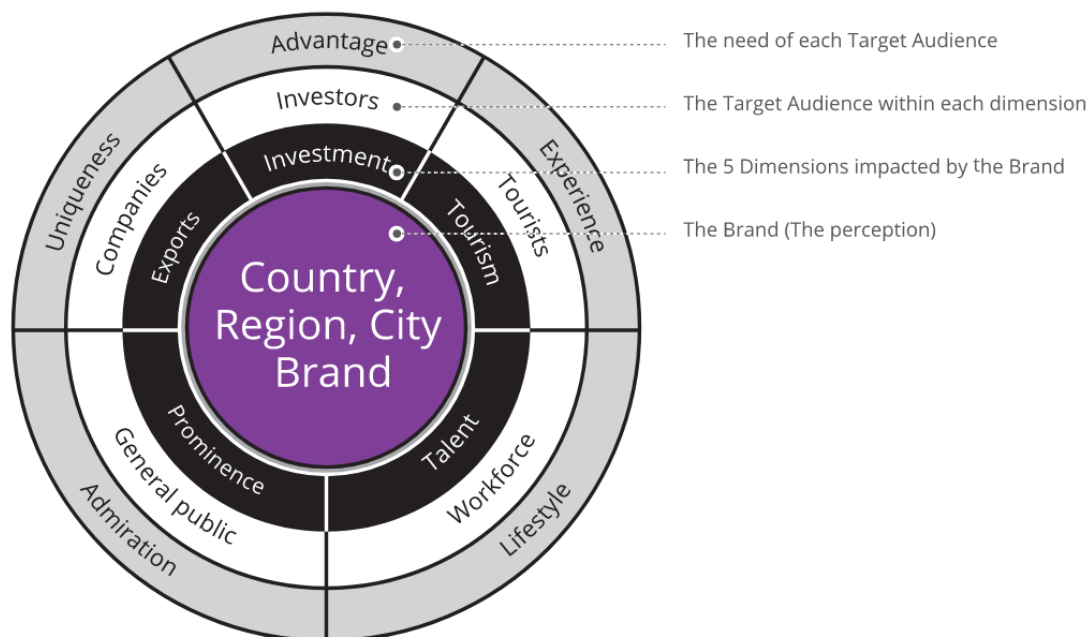 Advantage
The need of each Target Audience
Investors
The Target Audience within each dimension
Investment
The 5 Dimensions impacted by the Brand
The Brand (The perception)
Uniqueness
Companies
Exports
Experience
Tourists
Tourism
Country,
Region, City
Brand
Prominence
General public
Admiration
Talent
Workforce
Lifestyle